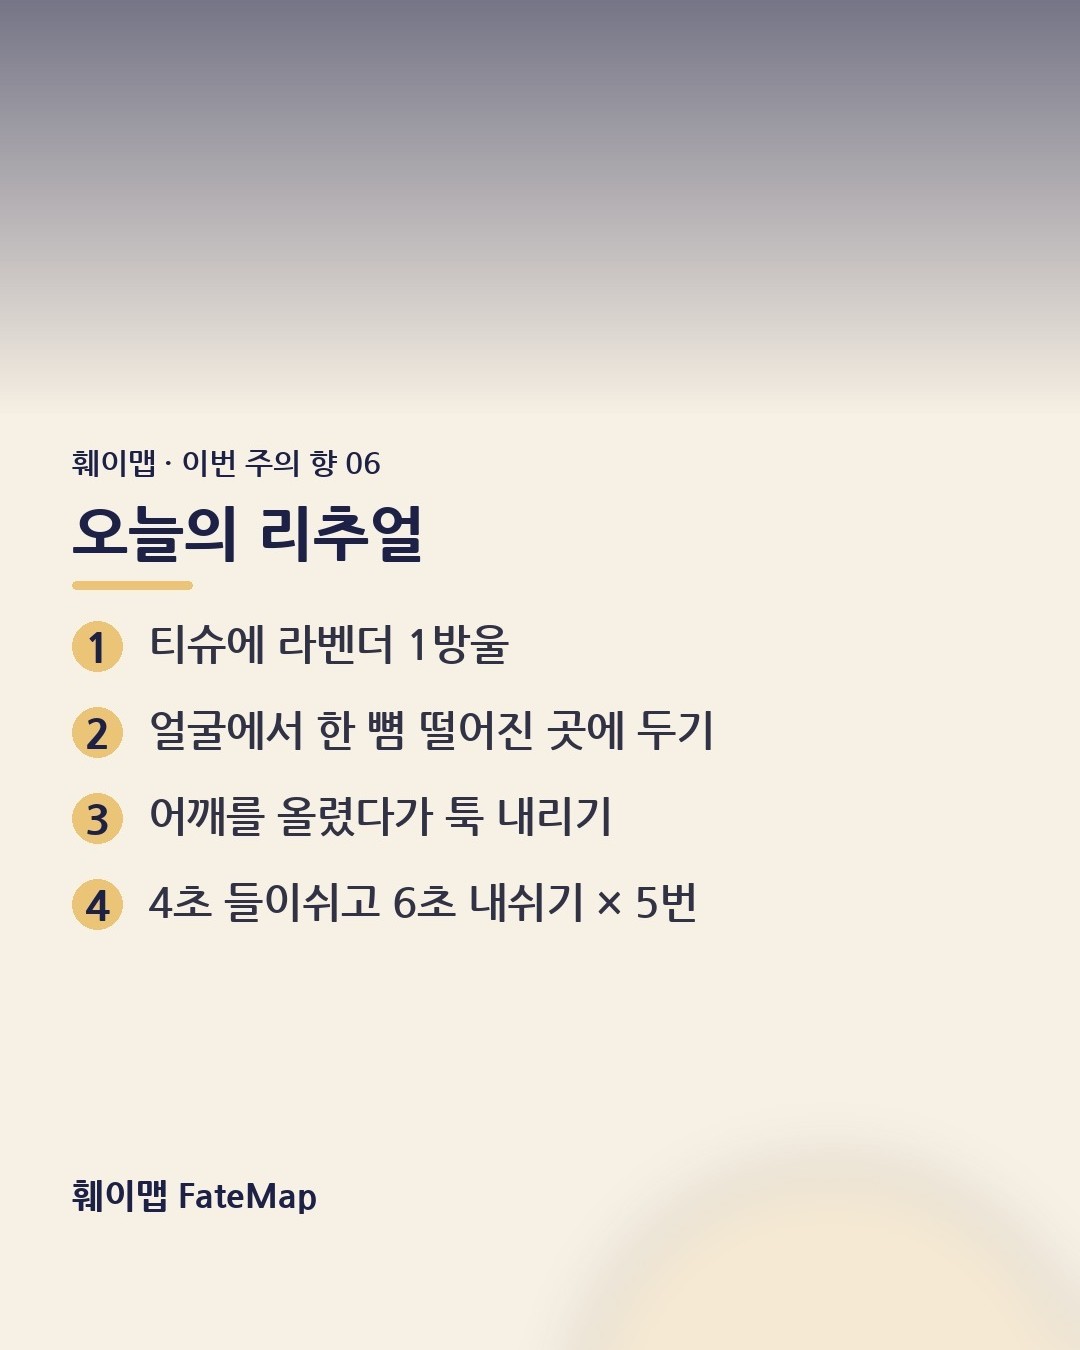 훼이맵 · 이번 주의 향 06
오늘의 리추얼
1 티슈에 라벤더 1방울
2 얼굴에서 한 뼘 떨어진 곳에 두기
3 어깨를 올렸다가 툭 내리기
4 4초 들이쉬고 6초 내쉬기 × 5번
훼이맵 FateMap